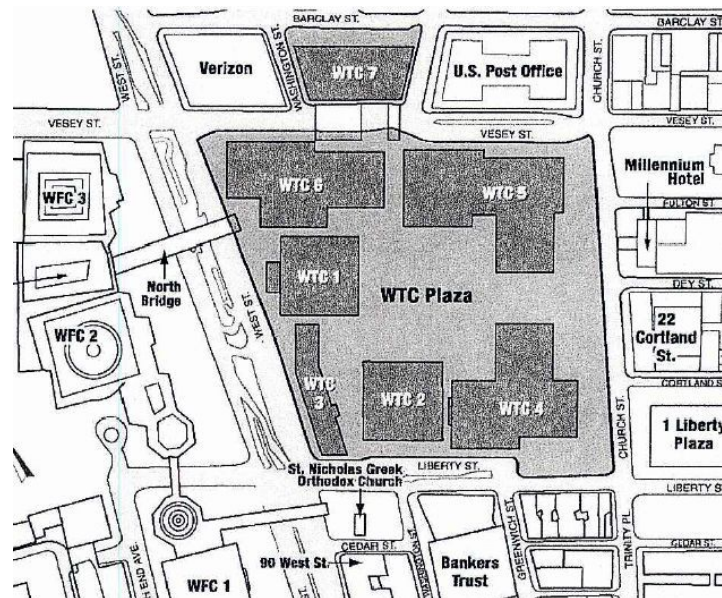 BARCLAY ST.
BARCLAY ST.
WEST ST.
Verizon
WASHINGTON ST.
WTC 7
U.S. Post Office
CHURCH ST.
VESEY ST.
VESEY ST.
VESEY ST.
WFC 3
WTC 6
WTC 5
Millennium
Hotel
FULTON ST.
North
Bridge
WTC 1
WTC Plaza
DEY ST.
WFC 2
WEST ST.
22
Cortland
St.
WTC
3
WTC 2
WTC 4
CORTLAND S
CHURCH ST.
1 Liberty
Plaza
St. Nicholas Greek
Orthodox Church
LIBERTY ST.
LIBERTY S
CEDAR ST.
90 West St.
Bankers
Trust
GREENWICH ST.
TRINITY PL.
CEDAR ST.
WFC 1
END AVE.